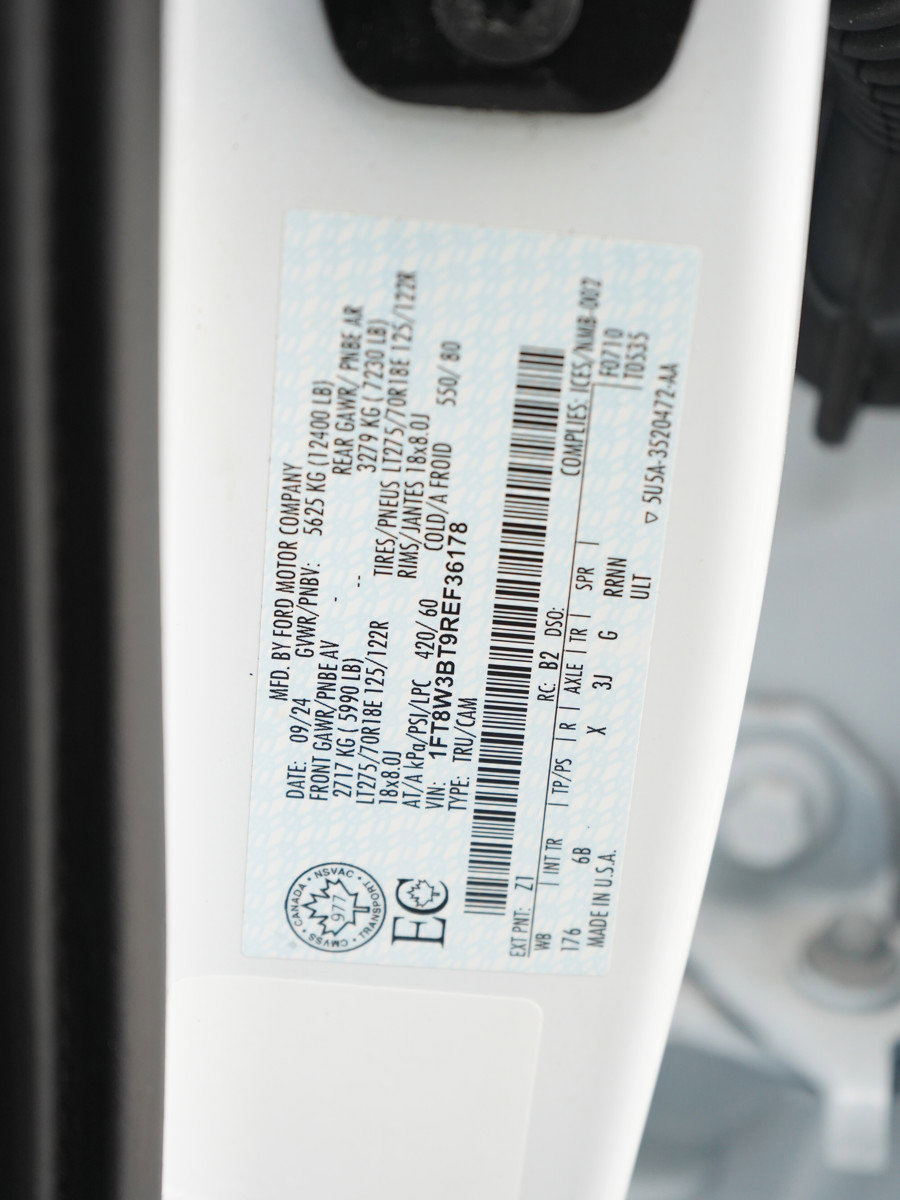 MFD. BY FORD MOTOR COMPANY
DATE: 09/24 GVWR/PNBV: 5625 KG (12400 LB)
FRONT GAWR/PNBE AV - REAR GAWR/ PNBE AR
2717 KG ( 5990 LB) -- 3279 KG ( 7230 LB)
LT275/70R18E 125/122R TIRES/PNEUS LT275/70R18E 125/122R
18x8.0J RIMS/JANTES 18x8.0J
AT/A kPa/PSI/LPC 420/ 60 COLD/A FROID 550/ 80
VIN: 1FT8W3BT9REF36178
TYPE: TRU/CAM
CANADA • NSVAC • TRANSPORT • CMVSS •
977
EC
COMPLIES: ICES/NMB-002
EXT PNT: Z1 RC: B2 DSO: F0710
WB INT TR TP/PS R AXLE TR SPR T0535
176 6B X 3J G RRNN
ULT
MADE IN U.S.A. ▽ 5U5A-3520472-AA